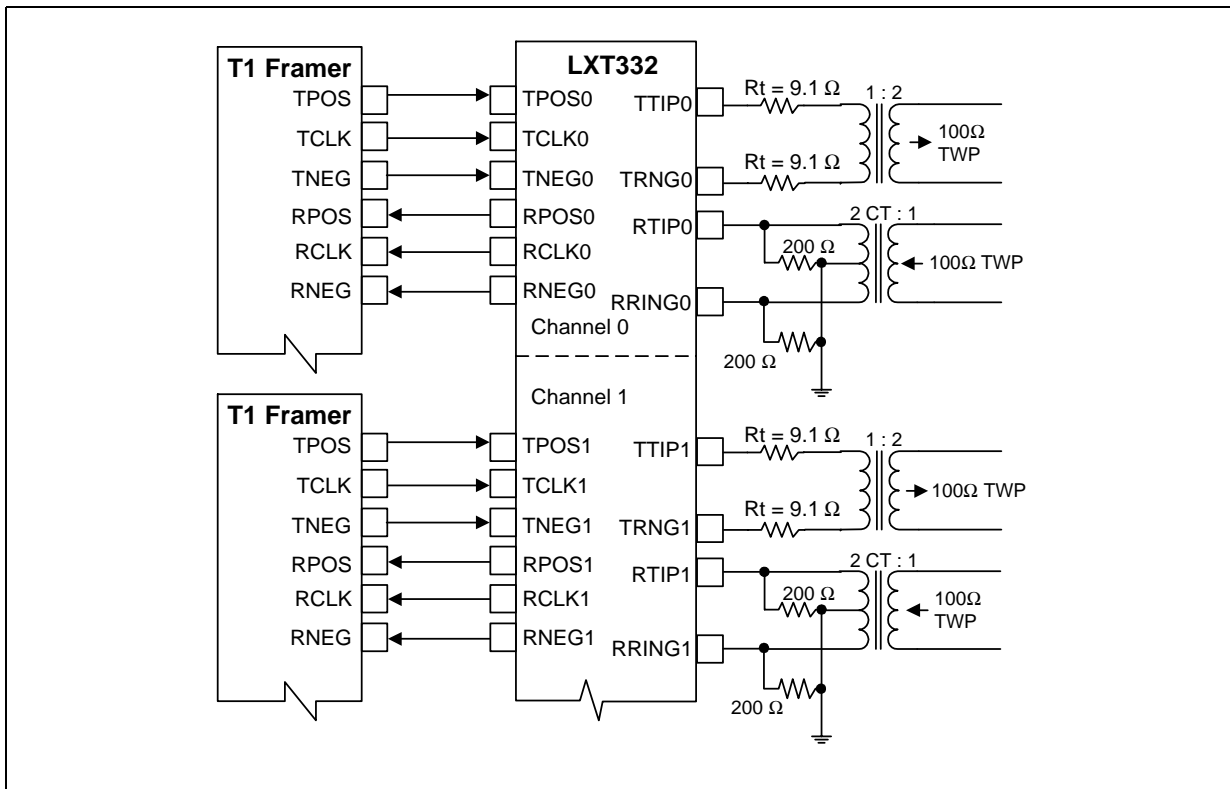 T1 Framer
TPOS
TCLK
TNEG
RPOS
RCLK
RNEG
LXT332
TPOS0
TCLK0
TNEG0
RPOS0
RCLK0
RNEG0
TTIP0
TRNG0
RTIP0
RRING0
Channel 0
Rt = 9.1 Ω
1 : 2
100Ω
TWP
Rt = 9.1 Ω
2 CT : 1
200 Ω
100Ω TWP
200 Ω
T1 Framer
TPOS
TCLK
TNEG
RPOS
RCLK
RNEG
Channel 1
TPOS1
TCLK1
TNEG1
RPOS1
RCLK1
RNEG1
TTIP1
TRNG1
RTIP1
RRING1
Rt = 9.1 Ω
1 : 2
100Ω TWP
Rt = 9.1 Ω
2 CT : 1
200 Ω
100Ω
TWP
200 Ω